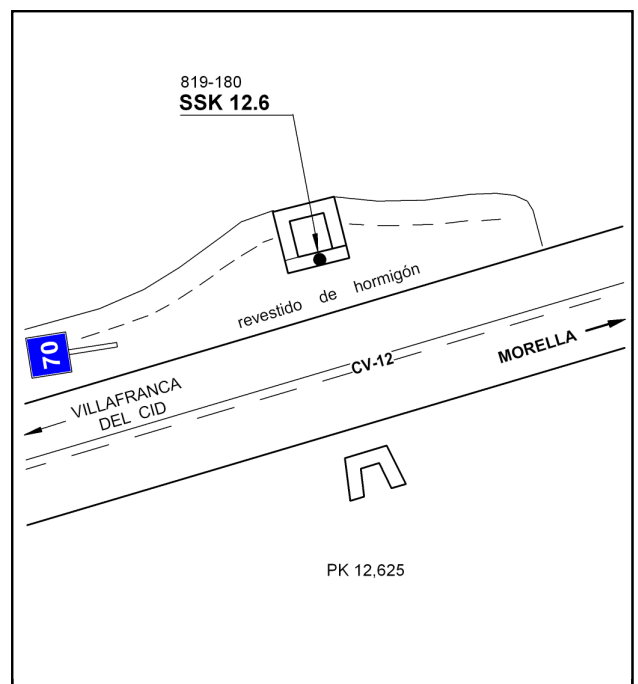 819-180
SSK 12.6
revestido de hormigón
70
CV-12
MORELLA
VILLAFRANCA
DEL CID
PK 12,625